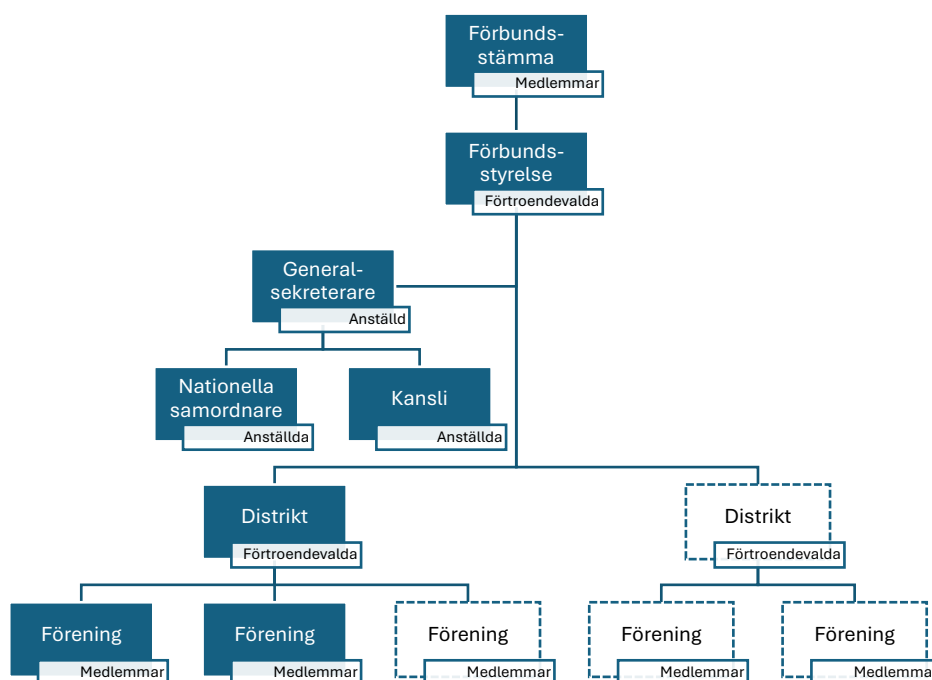 Förbunds-
stämma
Medlemmar
Förbunds-
styrelse
Förtroendevalda
General-
sekreterare
Anställd
Nationella
samordnare
Anställda
Kansli
Anställda
Distrikt
Förtroendevalda
Distrikt
Förtroendevalda
Förening
Medlemmar
Förening
Medlemmar
Förening
Medlemmar
Förening
Medlemmar
Förening
Medlemmar